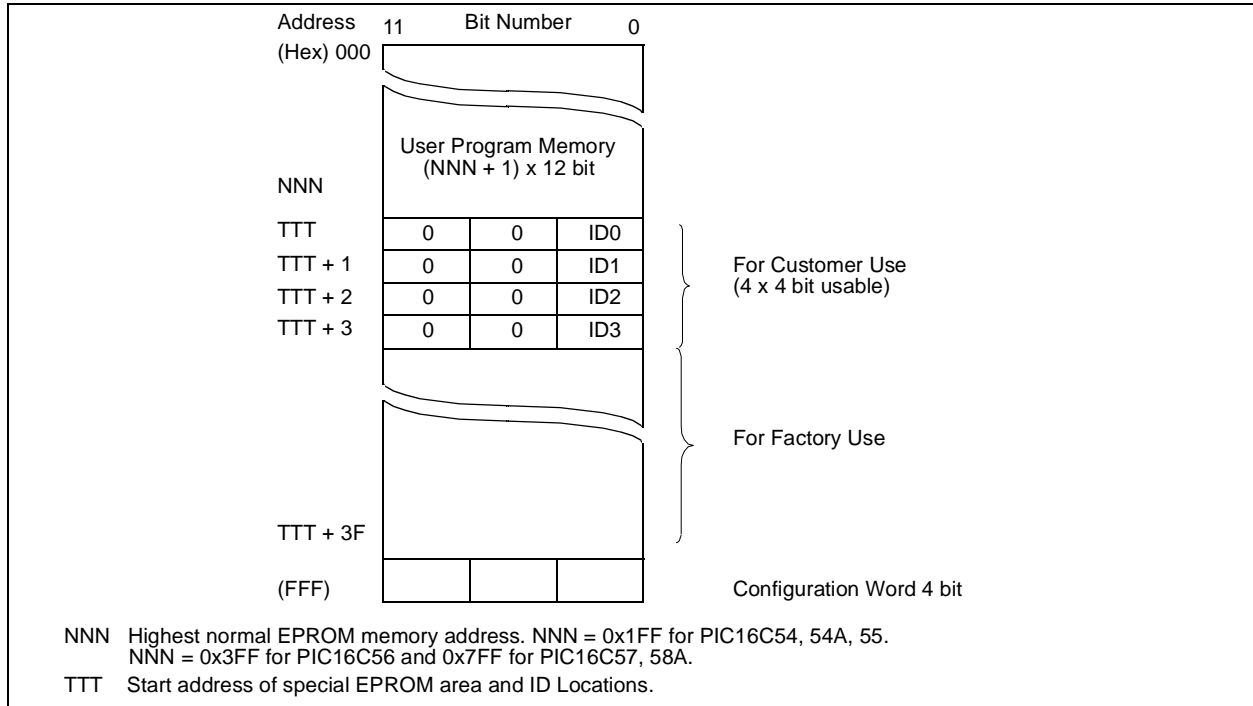 Address 11 Bit Number 0
(Hex) 000
User Program Memory
(NNN + 1) x 12 bit
NNN
TTT 0 0 ID0
TTT + 1 0 0 ID1
TTT + 2 0 0 ID2
TTT + 3 0 0 ID3
For Customer Use
(4 x 4 bit usable)
For Factory Use
TTT + 3F
(FFF) Configuration Word 4 bit
NNN Highest normal EPROM memory address. NNN = 0x1FF for PIC16C54, 54A, 55.
NNN = 0x3FF for PIC16C56 and 0x7FF for PIC16C57, 58A.
TTT Start address of special EPROM area and ID Locations.